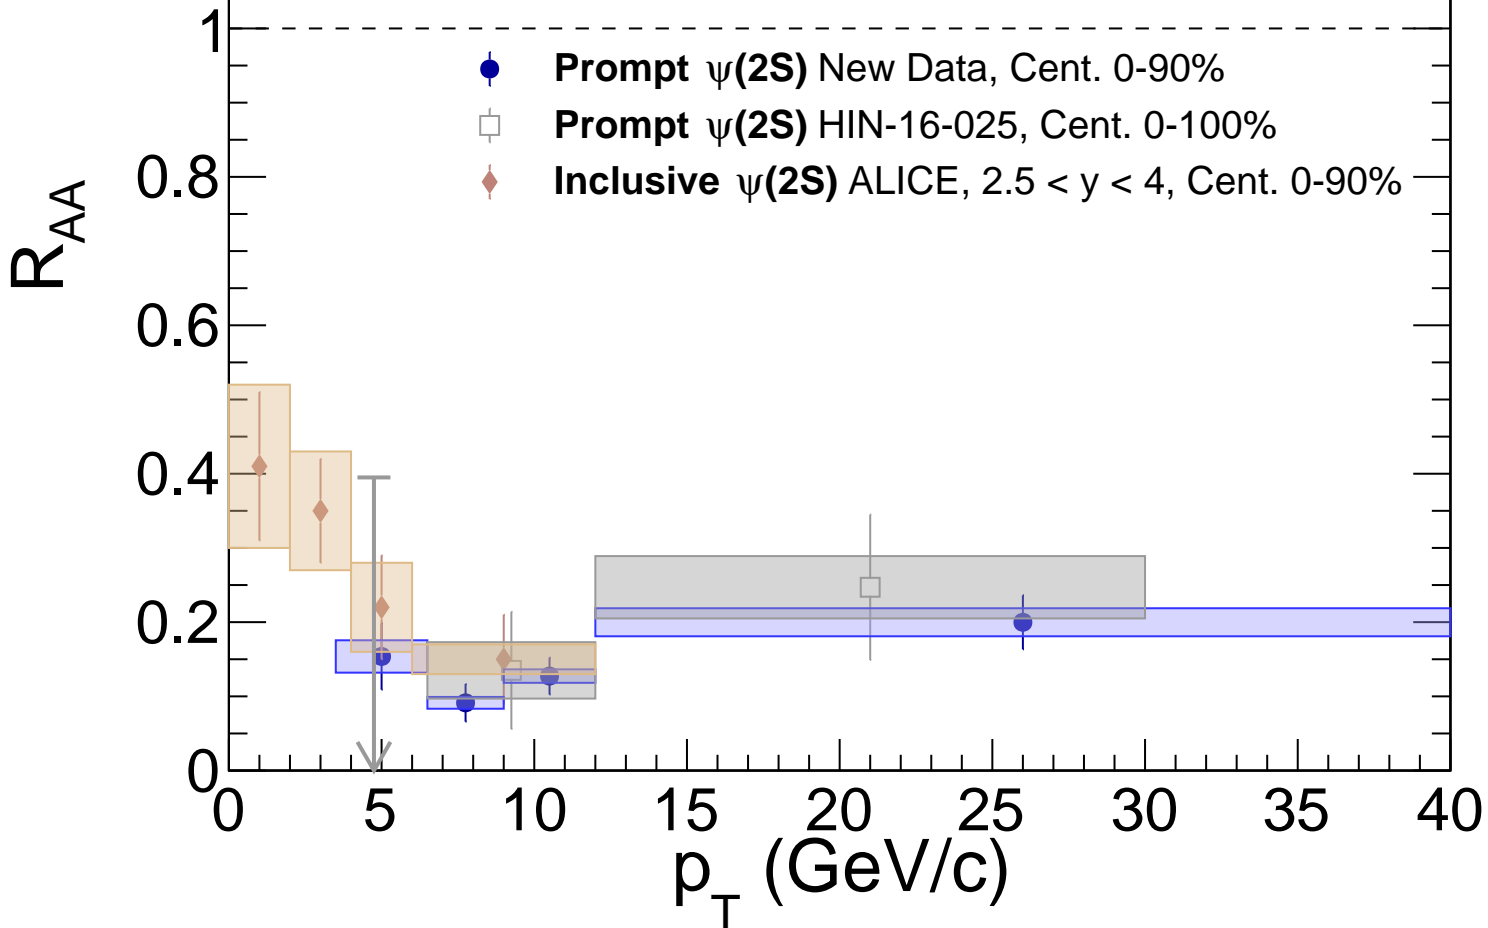 1
Prompt ψ(2S) New Data, Cent. 0-90%
Prompt ψ(2S) HIN-16-025, Cent. 0-100%
Inclusive ψ(2S) ALICE, 2.5 < y < 4, Cent. 0-90%
0.8
R_AA
0.6
0.4
0.2
0
0 5 10 15 20 25 30 35 40
p_T (GeV/c)